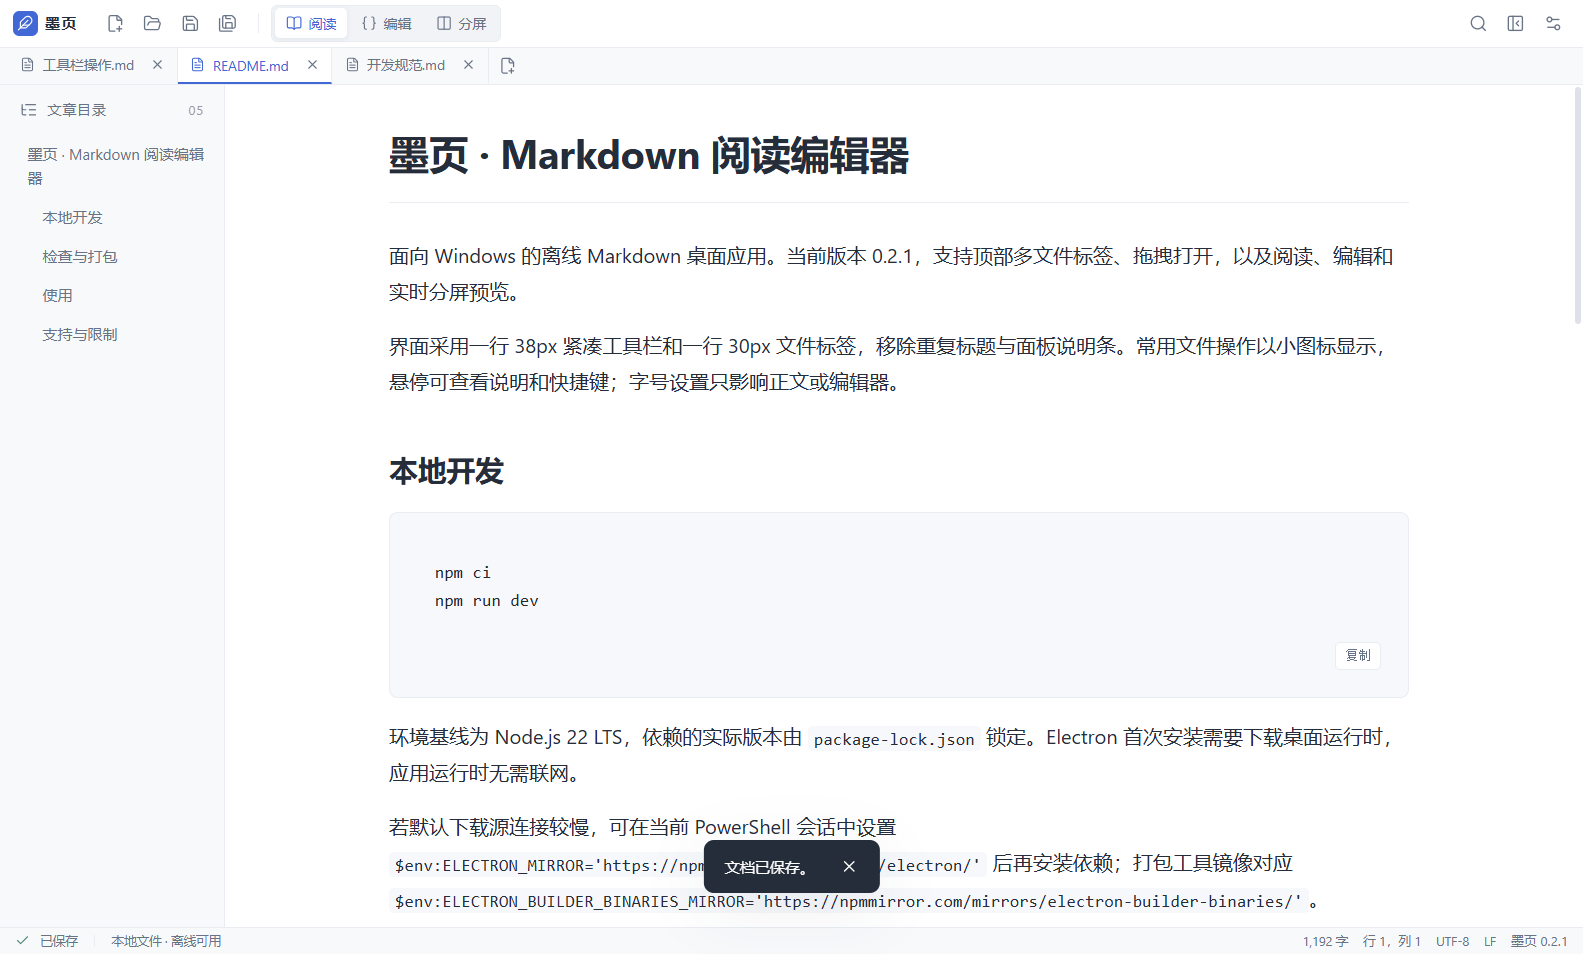 墨页
阅读
编辑
分屏
工具栏操作.md
README.md
开发规范.md
文章目录
05
墨页 · Markdown 阅读编辑
器
本地开发
检查与打包
使用
支持与限制
墨页 · Markdown 阅读编辑器
面向 Windows 的离线 Markdown 桌面应用。当前版本 0.2.1，支持顶部多文件标签、拖拽打开，以及阅读、编辑和
实时分屏预览。
界面采用一行 38px 紧凑工具栏和一行 30px 文件标签，移除重复标题与面板说明条。常用文件操作以小图标显示，
悬停可查看说明和快捷键；字号设置只影响正文或编辑器。
本地开发
npm ci
npm run dev
复制
环境基线为 Node.js 22 LTS，依赖的实际版本由 package-lock.json 锁定。Electron 首次安装需要下载桌面运行时，
应用运行时无需联网。
若默认下载源连接较慢，可在当前 PowerShell 会话中设置
$env:ELECTRON_MIRROR='https://npm /electron/' 后再安装依赖；打包工具镜像对应
文档已保存。
$env:ELECTRON_BUILDER_BINARIES_MIRROR='https://npmmirror.com/mirrors/electron-builder-binaries/' 。
已保存
本地文件 · 离线可用
1,192 字
行 1，列 1
UTF-8
LF
墨页 0.2.1